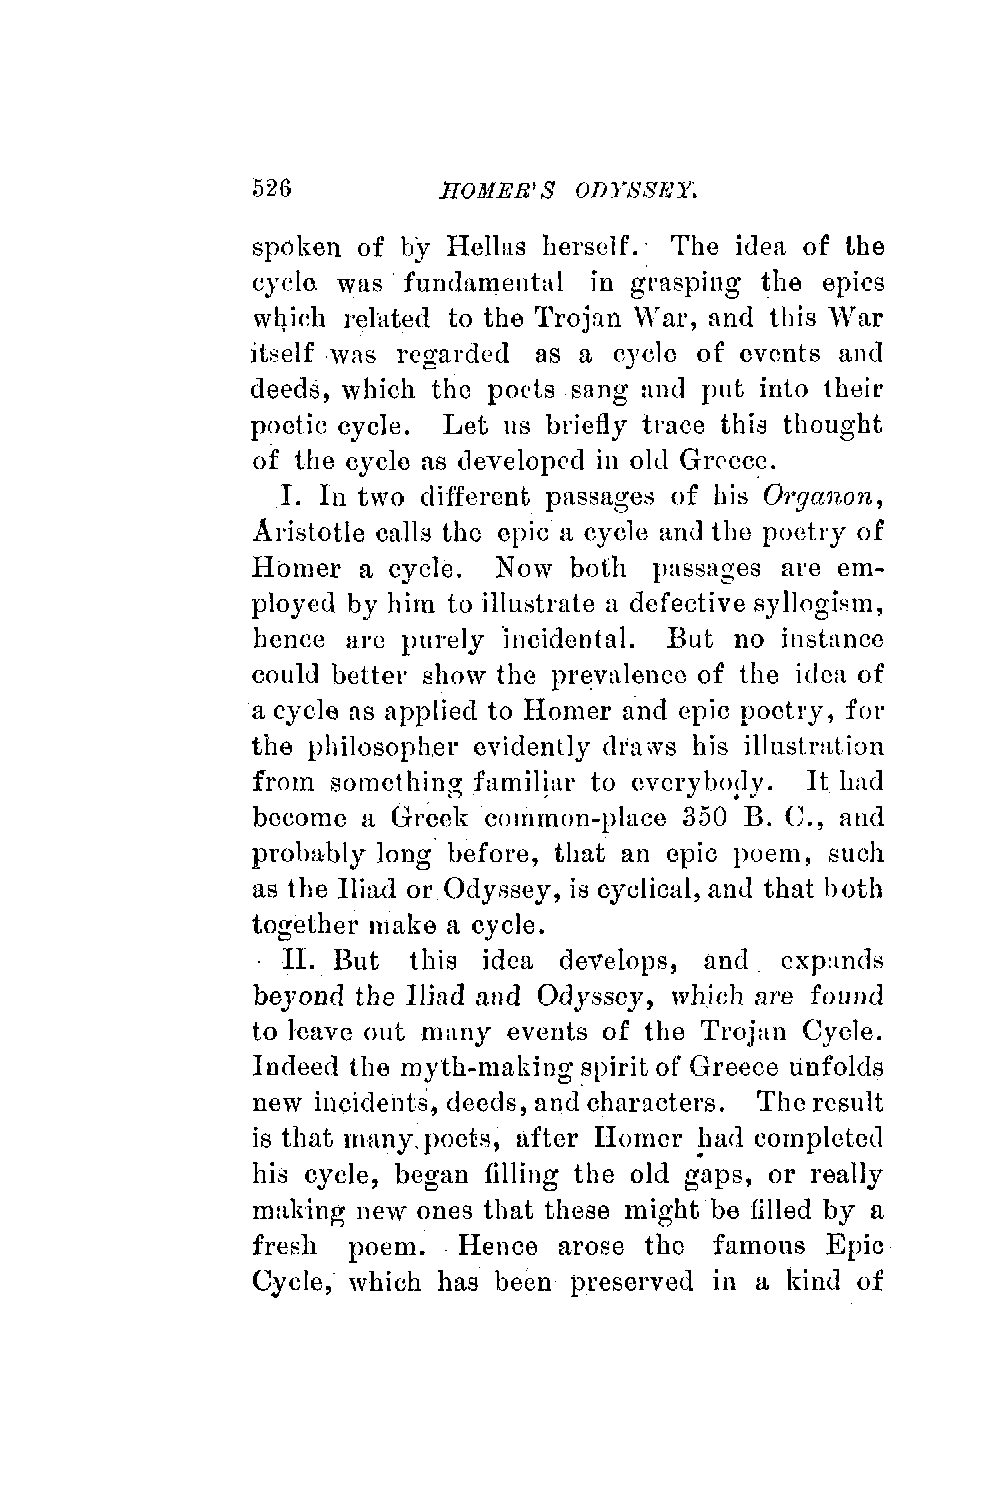 526 HOMER'S ODYSSEY.
spoken of by Hellas herself. The idea of the
cycle was fundamental in grasping the epics
which related to the Trojan War, and this War
itself was regarded as a cycle of events and
deeds, which the poets sang and put into their
poetic cycle. Let us briefly trace this thought
of the cycle as developed in old Greece.
I. In two different passages of his Organon,
Aristotle calls the epic a cycle and the poetry of
Homer a cycle. Now both passages are em-
ployed by him to illustrate a defective syllogism,
hence are purely incidental. But no instance
could better show the prevalence of the idea of
a cycle as applied to Homer and epic poetry, for
the philosopher evidently draws his illustration
from something familiar to everybody. It had
become a Greek common-place 350 B. C., and
probably long before, that an epic poem, such
as the Iliad or Odyssey, is cyclical, and that both
together make a cycle.
II. But this idea develops, and expands
beyond the Iliad and Odyssey, which are found
to leave out many events of the Trojan Cycle.
Indeed the myth-making spirit of Greece unfolds
new incidents, deeds, and characters. The result
is that many poets, after Homer had completed
his cycle, began filling the old gaps, or really
making new ones that these might be filled by a
fresh poem. Hence arose the famous Epic
Cycle, which has been preserved in a kind of